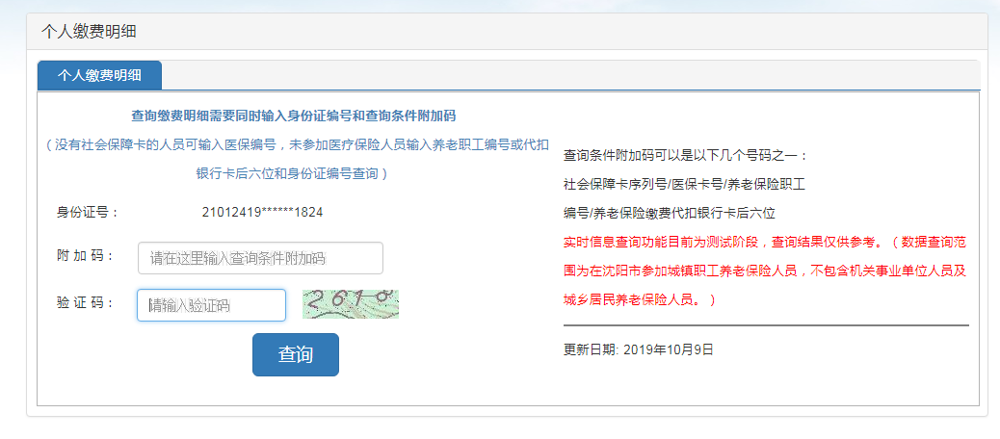 个人缴费明细
个人缴费明细
查询缴费明细需要同时输入身份证编号和查询条件附加码
（没有社会保障卡的人员可输入医保编号，未参加医疗保险人员输入养老职工编号或代扣
银行卡后六位和身份证编号查询）
身份证号： 21012419******1824
附 加 码： 请在这里输入查询条件附加码
验 证 码： 请输入验证码 2618
查询
查询条件附加码可以是以下几个号码之一：
社会保障卡序列号/医保卡号/养老保险职工
编号/养老保险缴费代扣银行卡后六位
实时信息查询功能目前为测试阶段，查询结果仅供参考。（数据查询范
围为在沈阳市参加城镇职工养老保险人员，不包含机关事业单位人员及
城乡居民养老保险人员。）
更新日期: 2019年10月9日